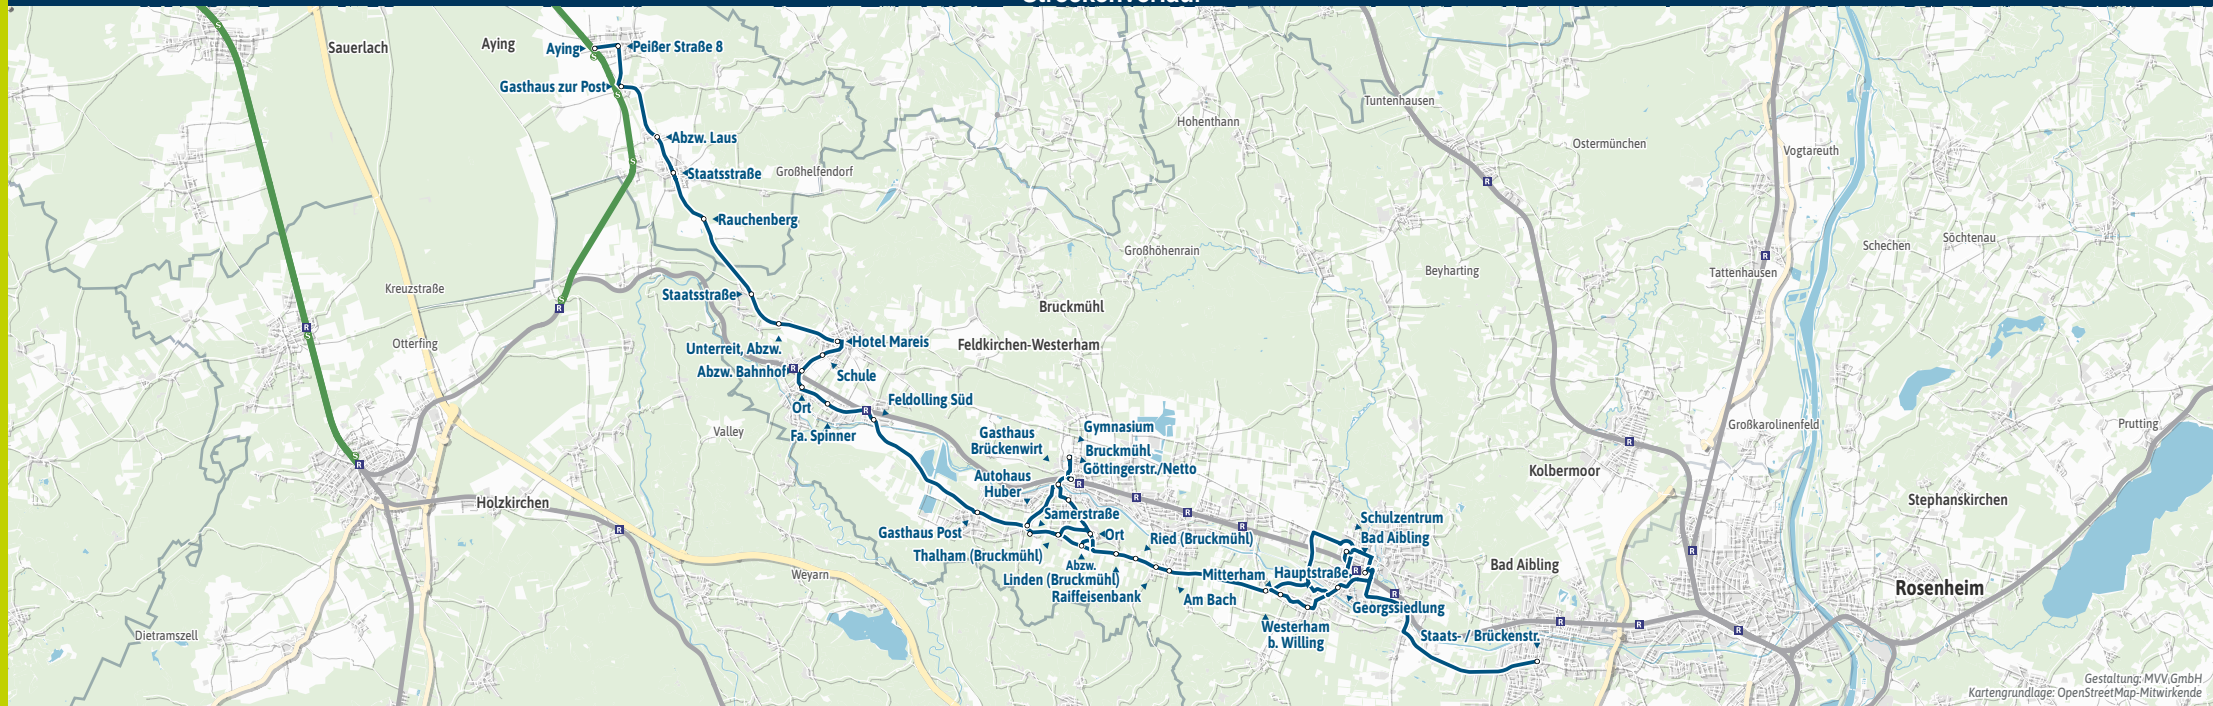 Streckenverlauf
Sauerlach
Aying
Aying
Peißer Straße 8
Gasthaus zur Post
Abzw. Laus
Staatsstraße
Großhelfendorf
Rauchenberg
Tuntenhausen
Hohenthann
Ostermünchen
Vogtareuth
Großhöhenrain
Beyharting
Schechen
Söchtenau
Tattenhausen
Kreuzstraße
Staatsstraße
Bruckmühl
Otterfing
Unterreit, Abzw.
Hotel Mareis
Feldkirchen-Westerham
Abzw. Bahnhof
Schule
Ort
Feldolling Süd
Fa. Spinner
Valley
Gasthaus
Brückenwirt
Gymnasium
Bruckmühl
Göttingerstr./Netto
Autohaus
Huber
Großkarolinenfeld
Prutting
Kolbermoor
Holzkirchen
Stephanskirchen
Samerstraße
Gasthaus Post
Ort
Ried (Bruckmühl)
Schulzentrum
Bad Aibling
Thalham (Bruckmühl)
Abzw.
Linden (Bruckmühl)
Raiffeisenbank
Mitterham
Hauptstraße
Bad Aibling
Weyarn
Am Bach
Georgssiedlung
Rosenheim
Westerham
b. Willing
Staats- / Brückenstr.
Dietramszell
Gestaltung: MVV GmbH
Kartengrundlage: OpenStreetMap-Mitwirkende